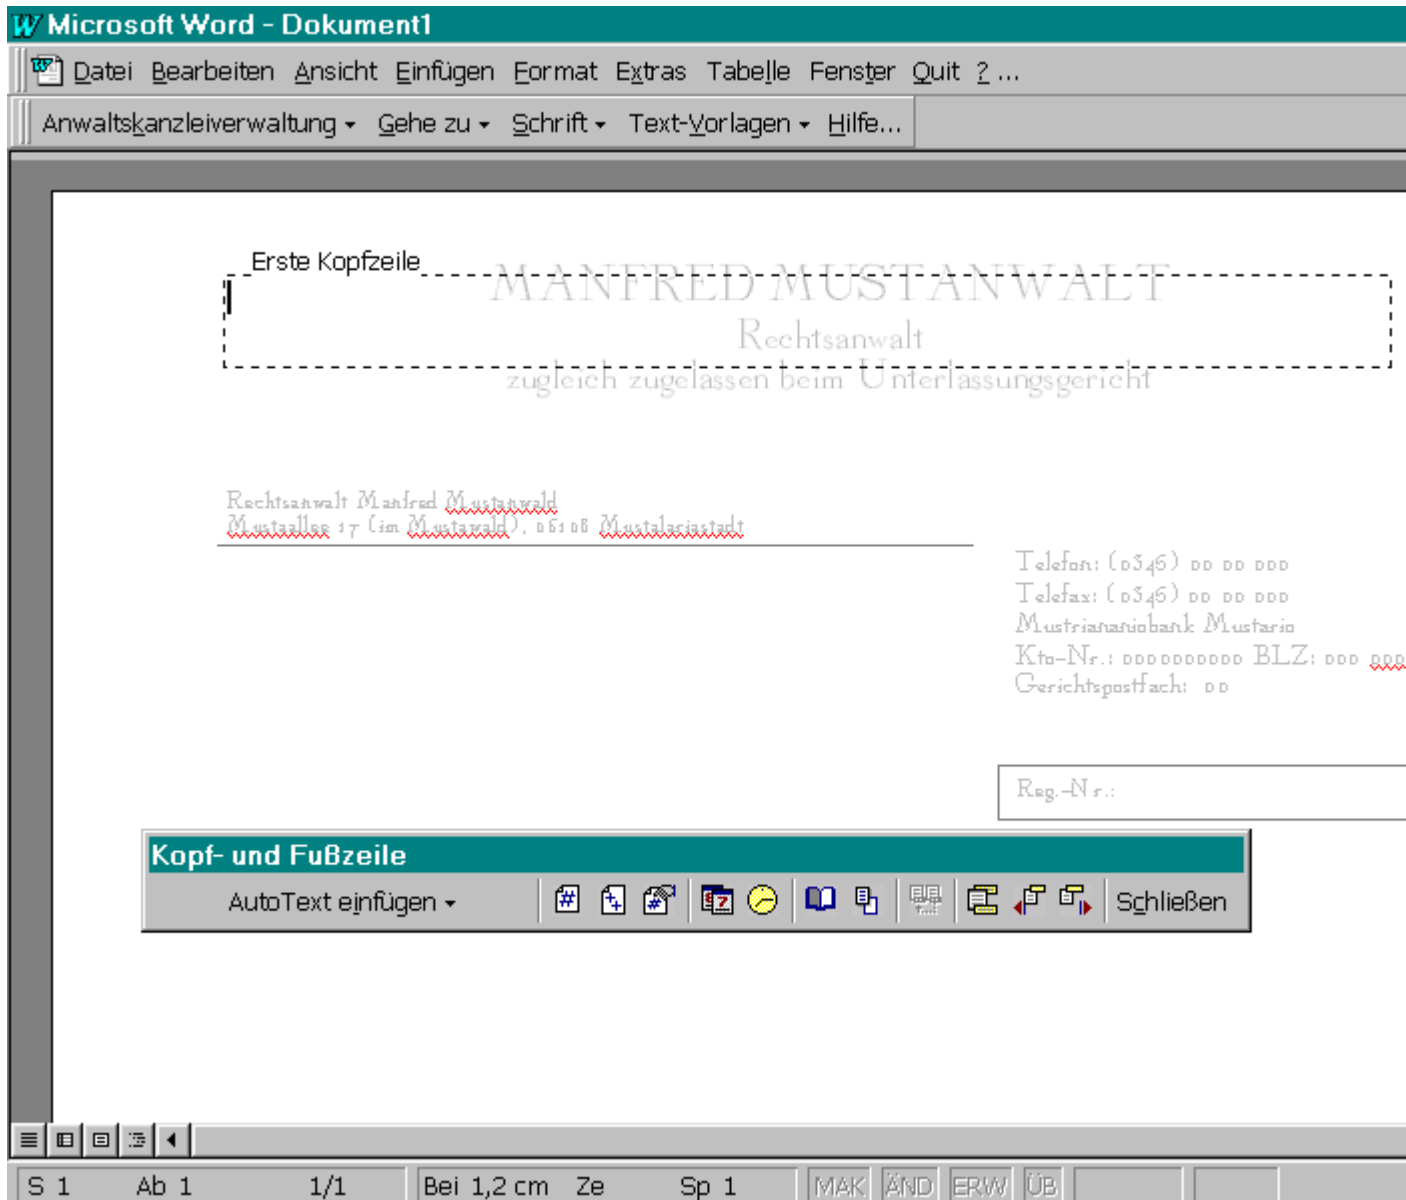 Microsoft Word - Dokument1
Datei Bearbeiten Ansicht Einfügen Format Extras Tabelle Fenster Quit ? ...
Anwaltskanzleiverwaltung Gehe zu Schrift Text-Vorlagen Hilfe...
Erste Kopfzeile
MANFRED MUSTANWALT
Rechtsanwalt
zugleich zugelassen beim Unterlassungsgericht
Rechtsanwalt Manfred Mustanwald
Mustaallee 17 (im Mustawald), 06108 Mustalariastadt
Telefon: (0346) 00 00 000
Telefax: (0346) 00 00 000
Mustriananiobank Mustario
Kto-Nr.: 0000000000 BLZ: 000 000
Gerichtspostfach: 00
Reg.-Nr.:
Kopf- und Fußzeile
AutoText einfügen Schließen
S 1 Ab 1 1/1 Bei 1,2 cm Ze Sp 1 MAK ÄND ERW ÜB